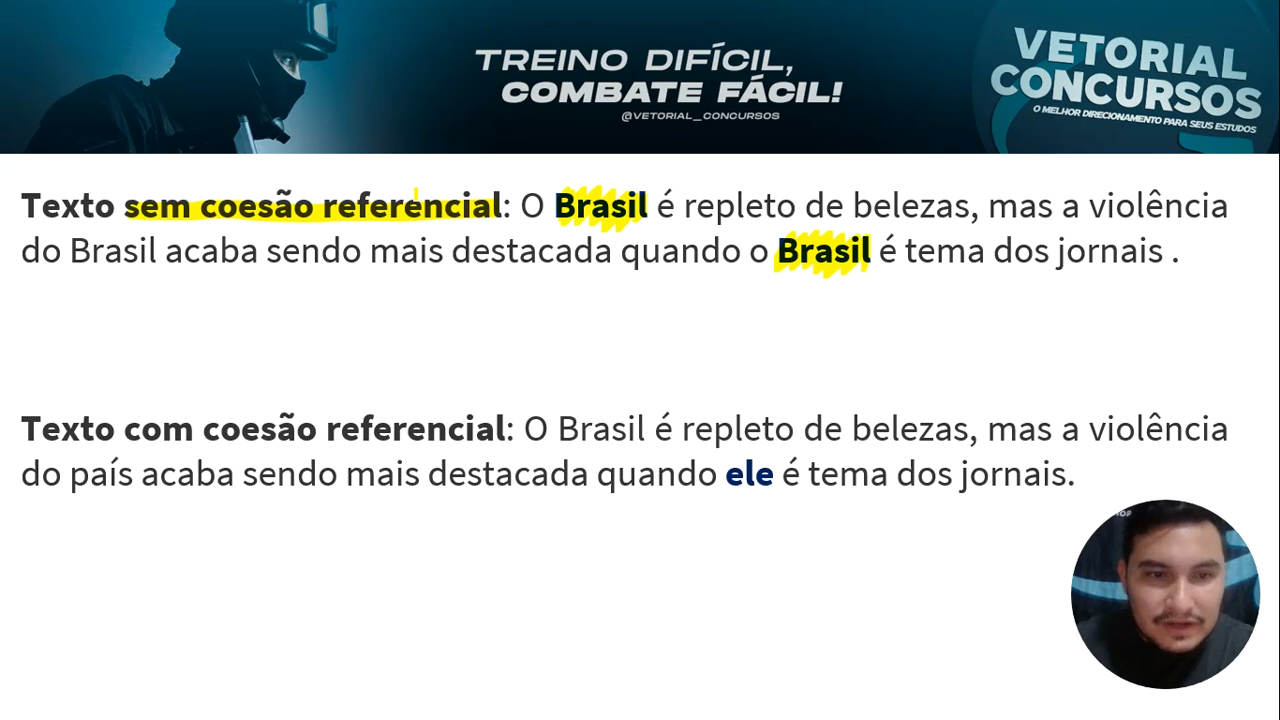 TREINO DIFÍCIL,
COMBATE FÁCIL!
@VETORIAL_CONCURSOS
VETORIAL
CONCURSOS
O MELHOR DIRECIONAMENTO PARA SEUS ESTUDOS
Texto sem coesão referencial: O Brasil é repleto de belezas, mas a violência
do Brasil acaba sendo mais destacada quando o Brasil é tema dos jornais .
Texto com coesão referencial: O Brasil é repleto de belezas, mas a violência
do país acaba sendo mais destacada quando ele é tema dos jornais.